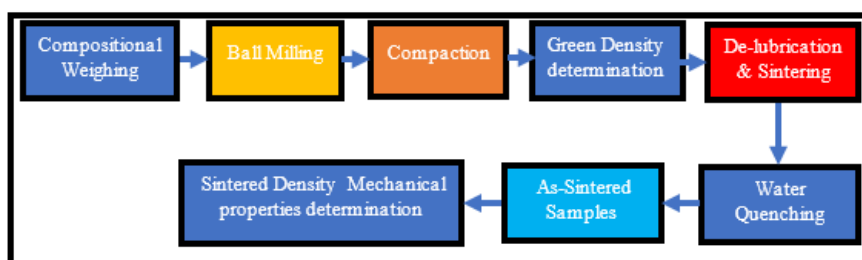 Compositional
Weighing
Ball Milling
Compaction
Green Density
determination
De-lubrication
& Sintering
Water
Quenching
As-Sintered
Samples
Sintered Density Mechanical
properties determination